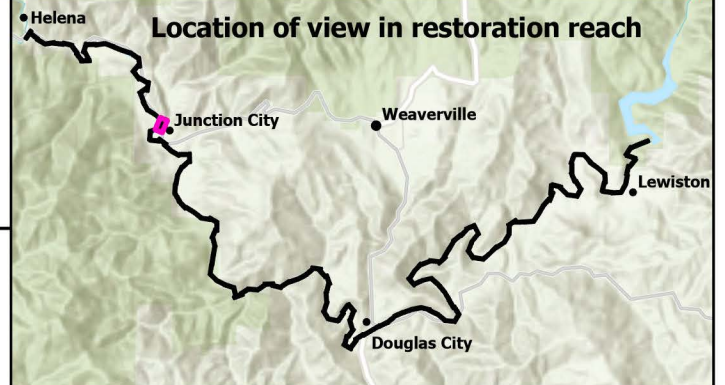 Location of view in restoration reach
Helena
Junction City
Weaverville
Lewiston
Douglas City